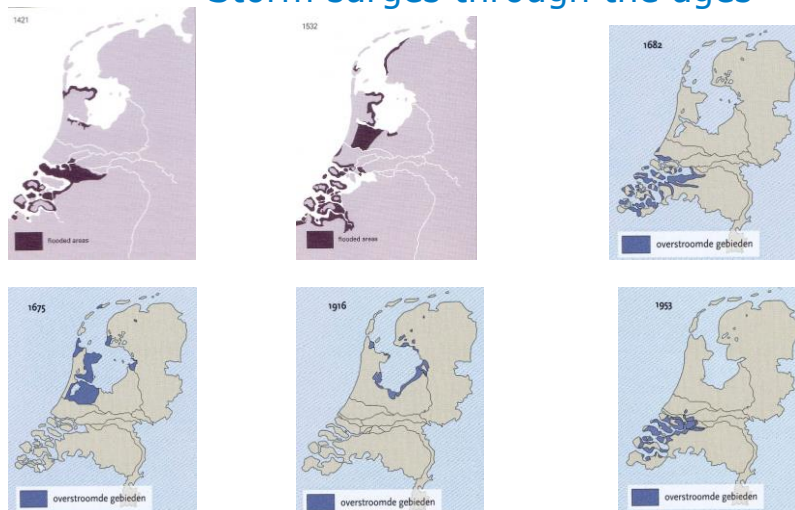 Storm surges through the ages
1421
flooded areas
1532
flooded areas
1682
overstroomde gebieden
1675
overstroomde gebieden
1916
overstroomde gebieden
1953
overstroomde gebieden